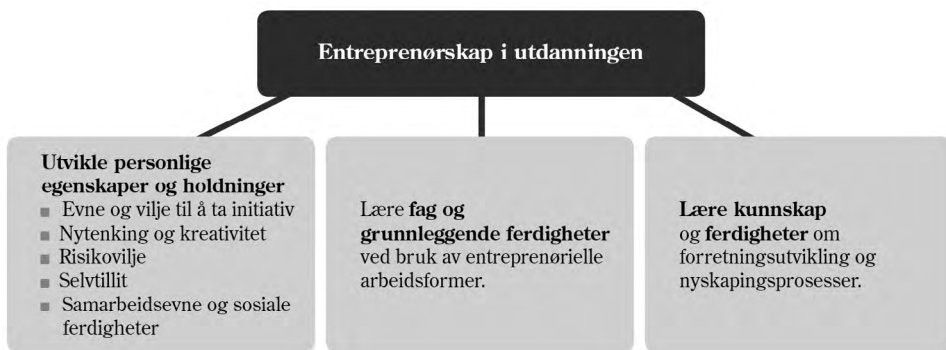 Entreprenørskap i utdanningen
Utvikle personlige
egenskaper og holdninger
■ Evne og vilje til å ta initiativ
■ Nytenking og kreativitet
■ Risikovilje
■ Selvtillit
■ Samarbeidsevne og sosiale
ferdigheter
Lære fag og
grunnleggende ferdigheter
ved bruk av entreprenørielle
arbeidsformer.
Lære kunnskap
og ferdigheter om
forretningsutvikling og
nyskapingsprosesser.